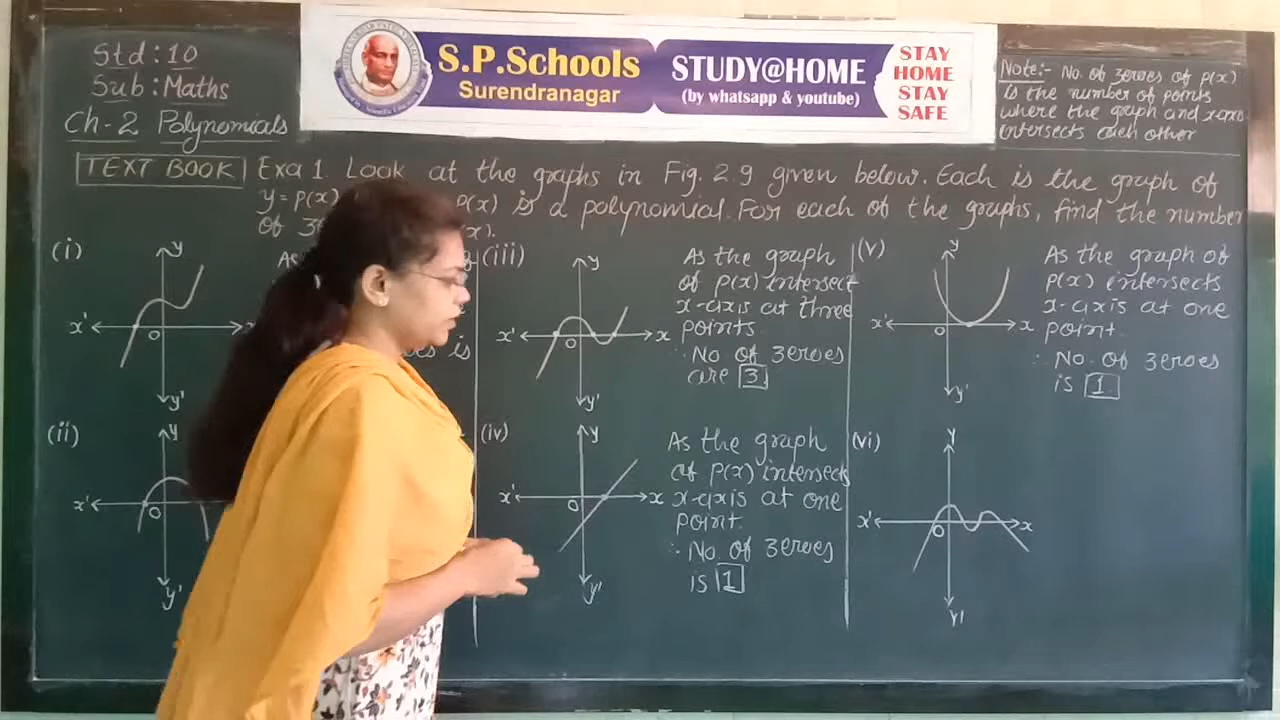 Std : 10
Sub : Maths
Ch-2 Polynomials
S.P.Schools
Surendranagar
STUDY@HOME
(by whatsapp & youtube)
STAY
HOME
STAY
SAFE
Note:- No. of zeroes of p(x)
is the number of points
where the graph and
intersects each other
TEXT BOOK Exa 1. Look at the graphs in Fig. 2.9 given below. Each is the graph of
y = p(x) p(x) is a polynomial. For each of the graphs, find the number
of (x).
(i)
y
x'
x
O
y'
As
is
(ii)
y
x'
O
y'
(iii)
y
x'
x
O
y'
As the graph
of p(x) intersect
x-axis at three
points.
∴ No. of zeroes
are 3
(iv)
y
x'
x
O
y'
As the graph
of p(x) intersects
x-axis at one
point.
∴ No. of zeroes
is 1
(v)
y
x'
x
O
y'
As the graph of
p(x) intersects
x-axis at one
point.
∴ No. of zeroes
is 1
(vi)
y
x'
x
O
y'